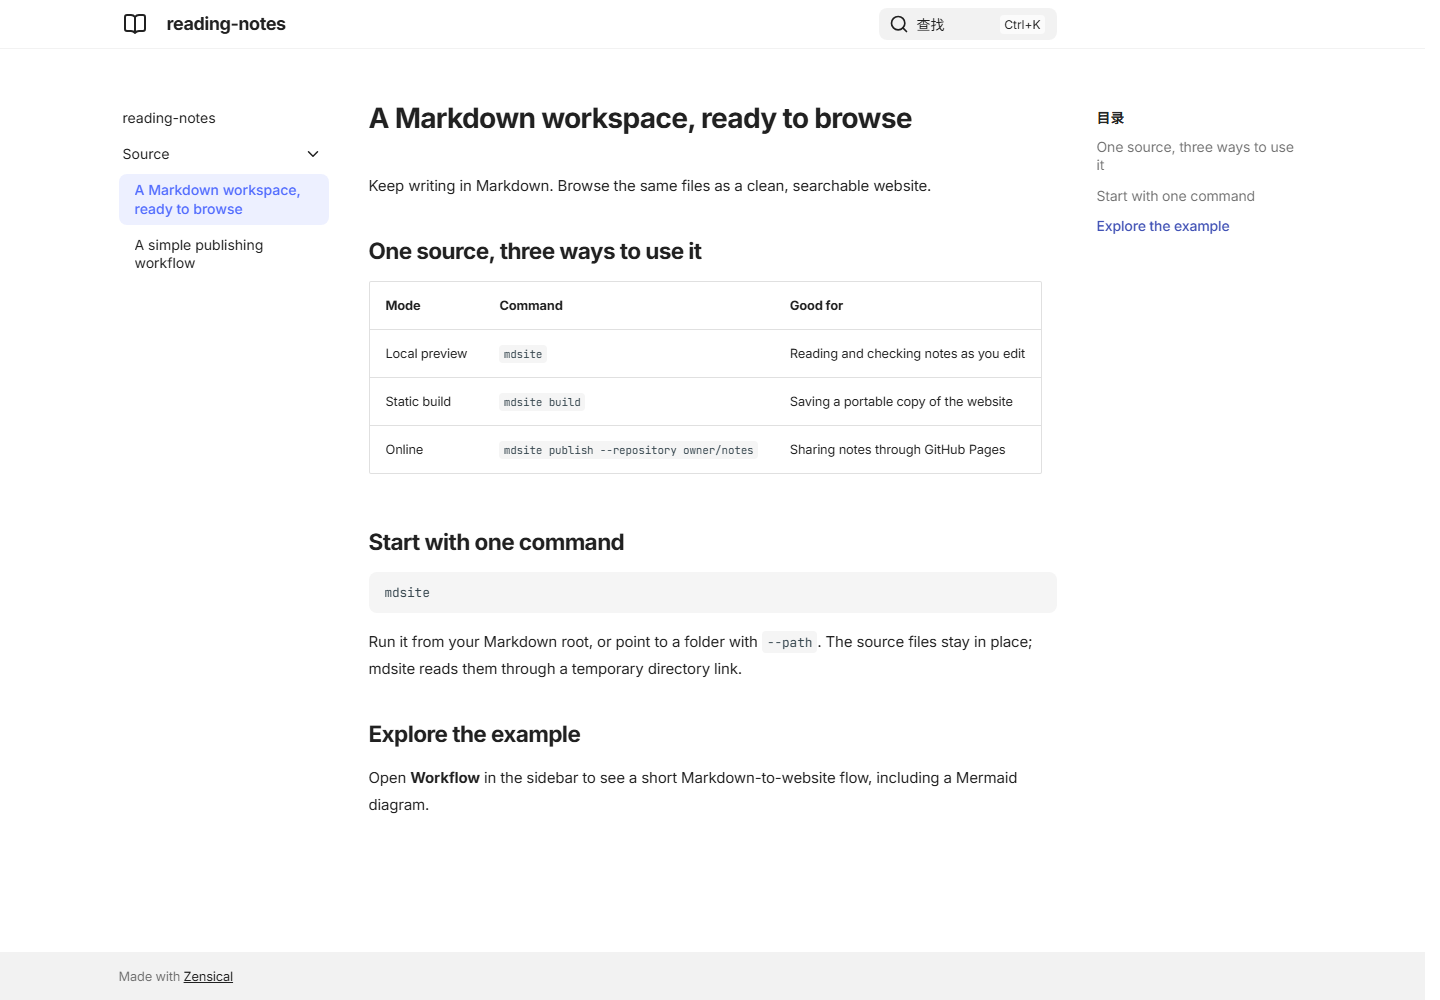 reading-notes
查找 Ctrl+K
reading-notes
Source
A Markdown workspace,
ready to browse
A simple publishing
workflow
A Markdown workspace, ready to browse
Keep writing in Markdown. Browse the same files as a clean, searchable website.
One source, three ways to use it
Mode Command Good for
Local preview mdsite Reading and checking notes as you edit
Static build mdsite build Saving a portable copy of the website
Online mdsite publish --repository owner/notes Sharing notes through GitHub Pages
Start with one command
mdsite
Run it from your Markdown root, or point to a folder with --path. The source files stay in place;
mdsite reads them through a temporary directory link.
Explore the example
Open Workflow in the sidebar to see a short Markdown-to-website flow, including a Mermaid
diagram.
目录
One source, three ways to use
it
Start with one command
Explore the example
Made with Zensical